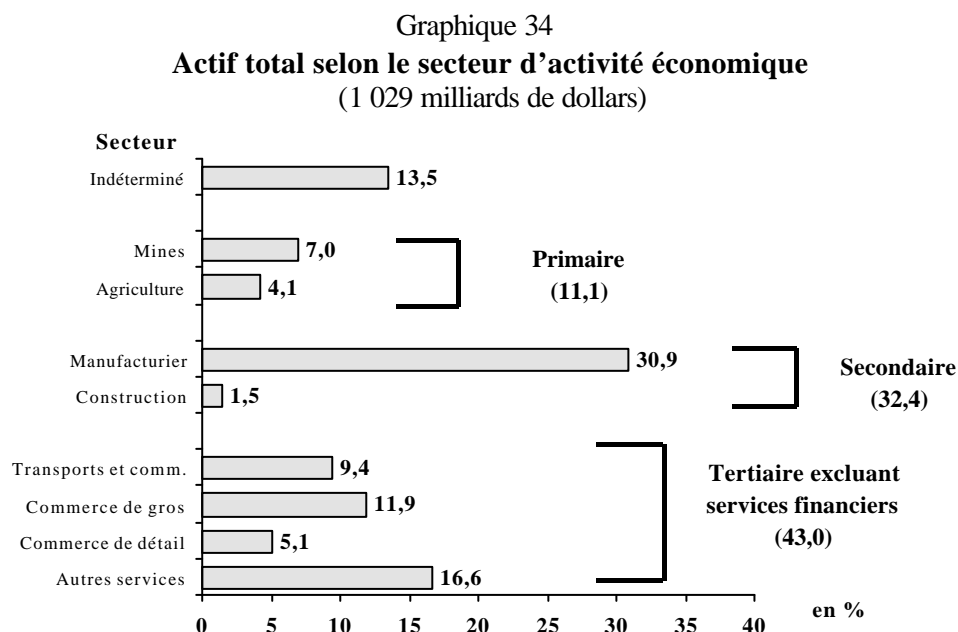 Graphique 34
Actif total selon le secteur d’activité économique
(1 029 milliards de dollars)
Secteur
Indéterminé 13,5
Mines 7,0
Agriculture 4,1
Primaire
(11,1)
Manufacturier 30,9
Construction 1,5
Secondaire
(32,4)
Transports et comm. 9,4
Commerce de gros 11,9
Commerce de détail 5,1
Autres services 16,6
Tertiaire excluant
services financiers
(43,0)
0 5 10 15 20 25 30 35 40
en %